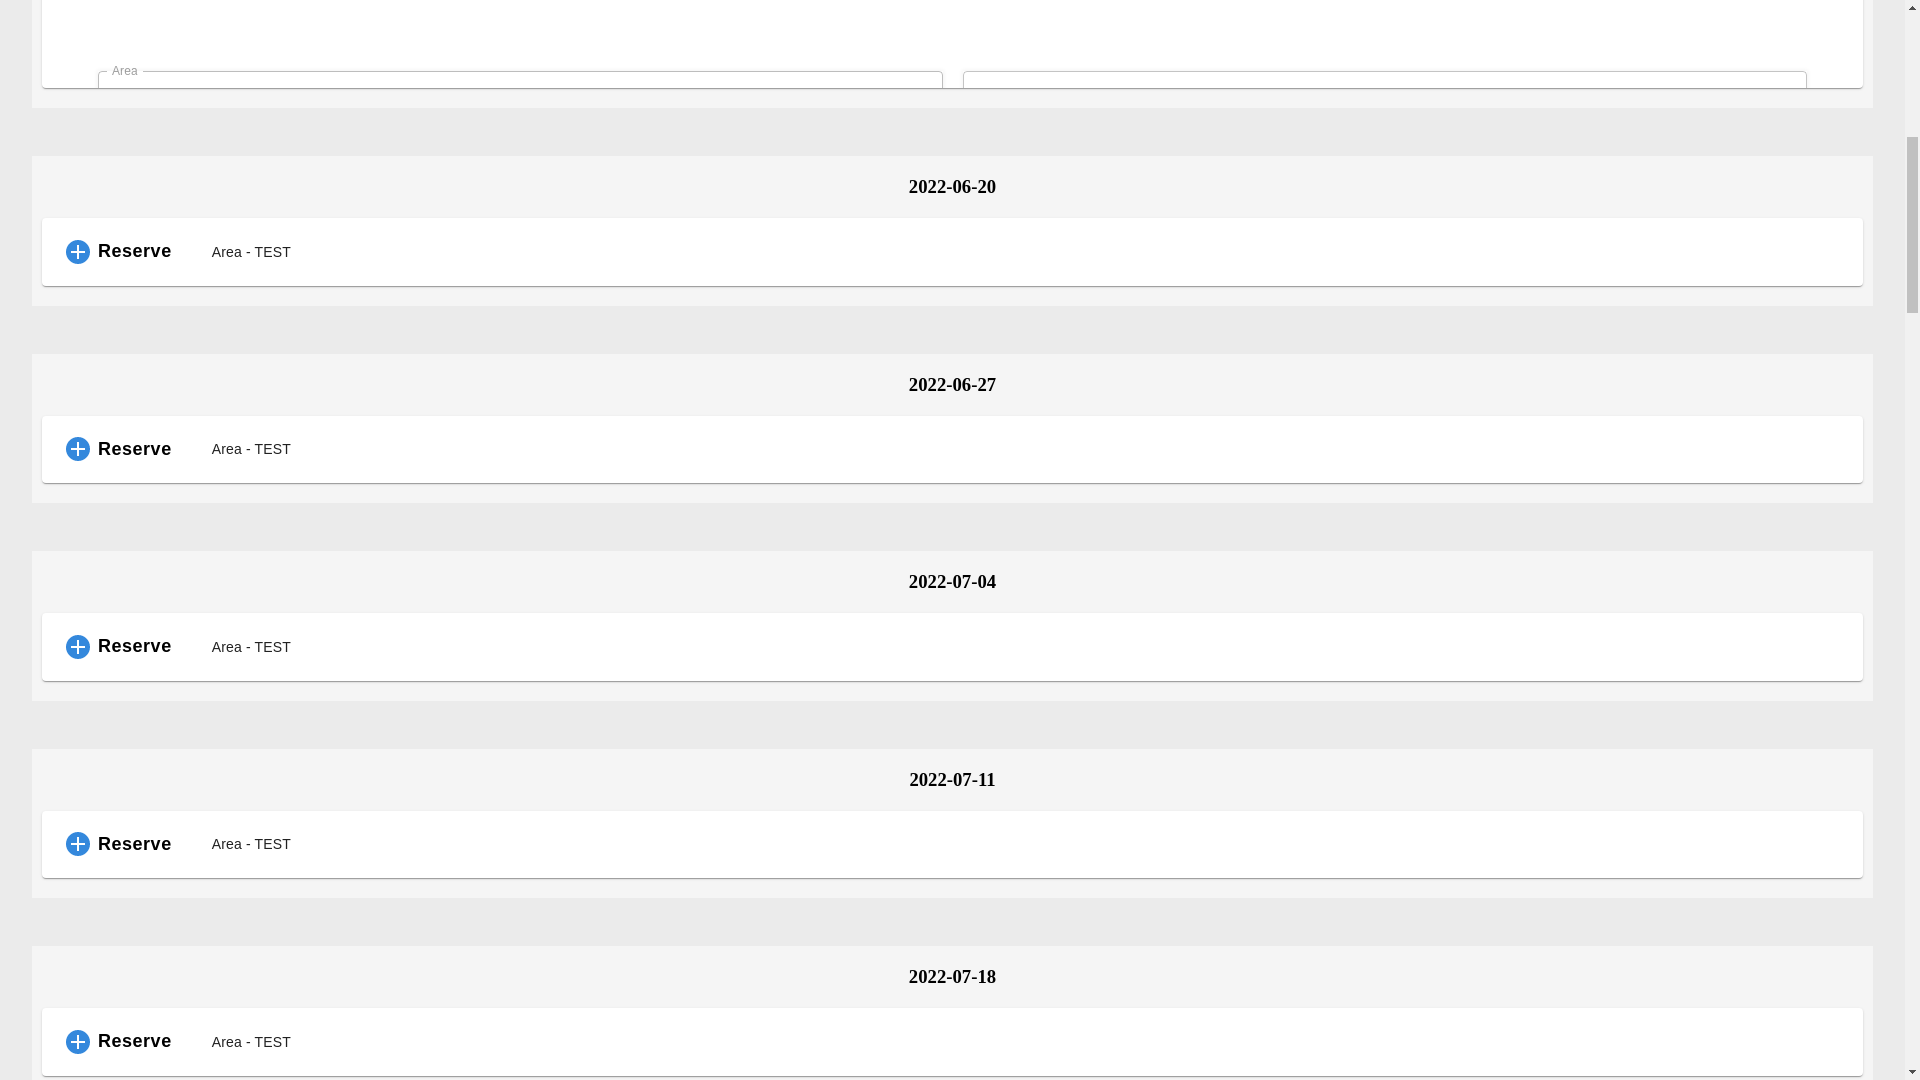 Area
2022-06-20
Reserve Area - TEST
2022-06-27
Reserve Area - TEST
2022-07-04
Reserve Area - TEST
2022-07-11
Reserve Area - TEST
2022-07-18
Reserve Area - TEST